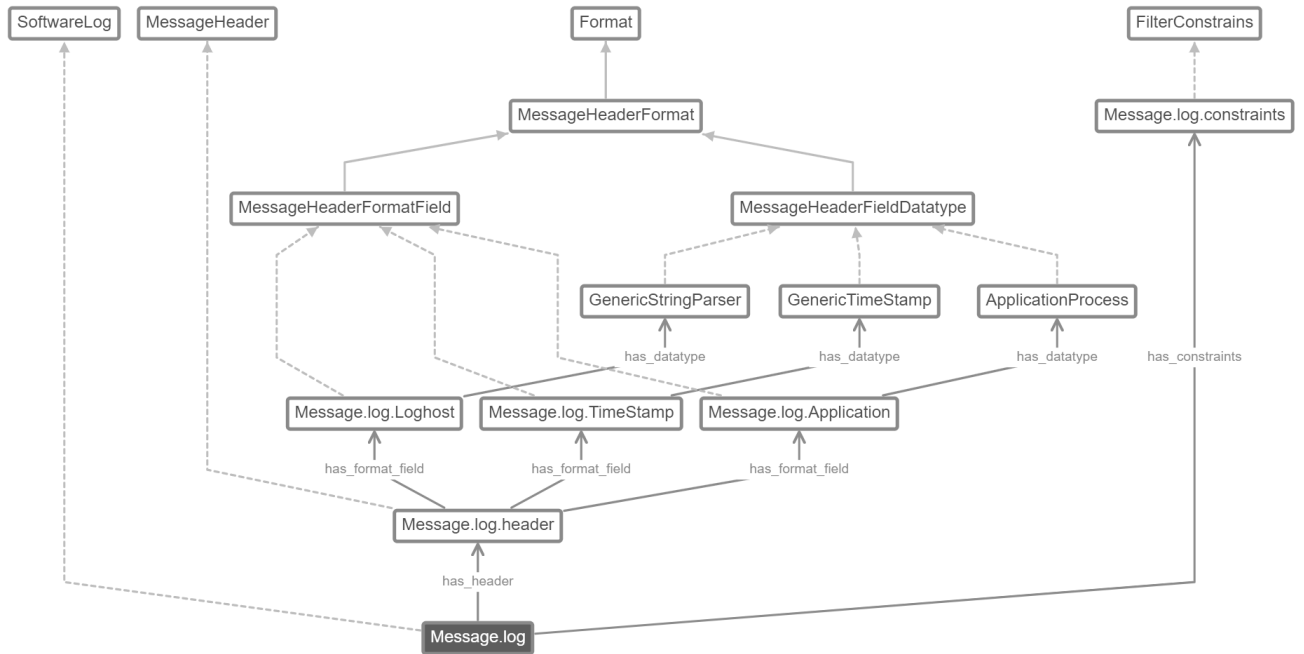 SoftwareLog
MessageHeader
Format
FilterConstrains
MessageHeaderFormat
Message.log.constraints
MessageHeaderFormatField
MessageHeaderFieldDatatype
GenericStringParser
GenericTimeStamp
ApplicationProcess
has_datatype
has_datatype
has_datatype
has_constraints
Message.log.Loghost
Message.log.TimeStamp
Message.log.Application
has_format_field
has_format_field
has_format_field
Message.log.header
has_header
Message.log